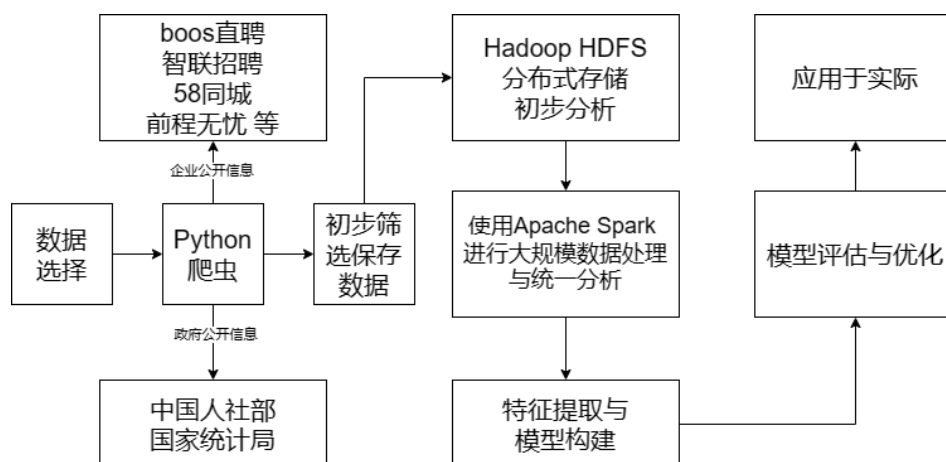 boos直聘
智联招聘
58同城
前程无忧 等
企业公开信息
数据
选择
Python
爬虫
初步筛
选保存
数据
政府公开信息
中国人社部
国家统计局
Hadoop HDFS
分布式存储
初步分析
使用Apache Spark
进行大规模数据处理
与统一分析
特征提取与
模型构建
模型评估与优化
应用于实际